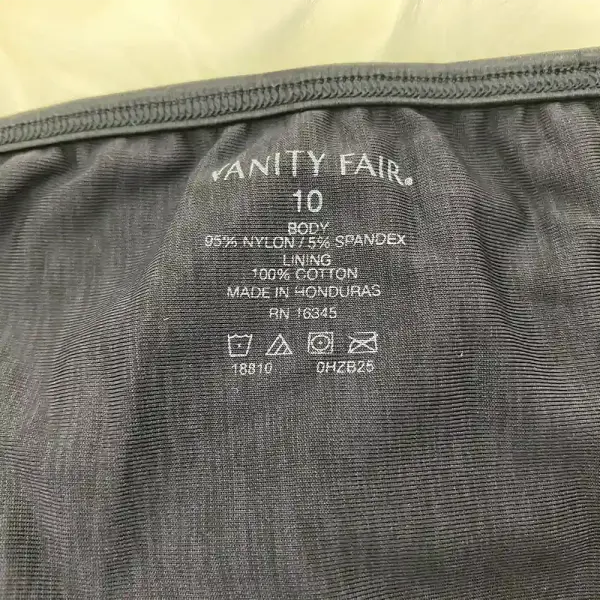 VANITY FAIR®
10
BODY
95% NYLON / 5% SPANDEX
LINING
100% COTTON
MADE IN HONDURAS
RN 16345
18810 0HZB25